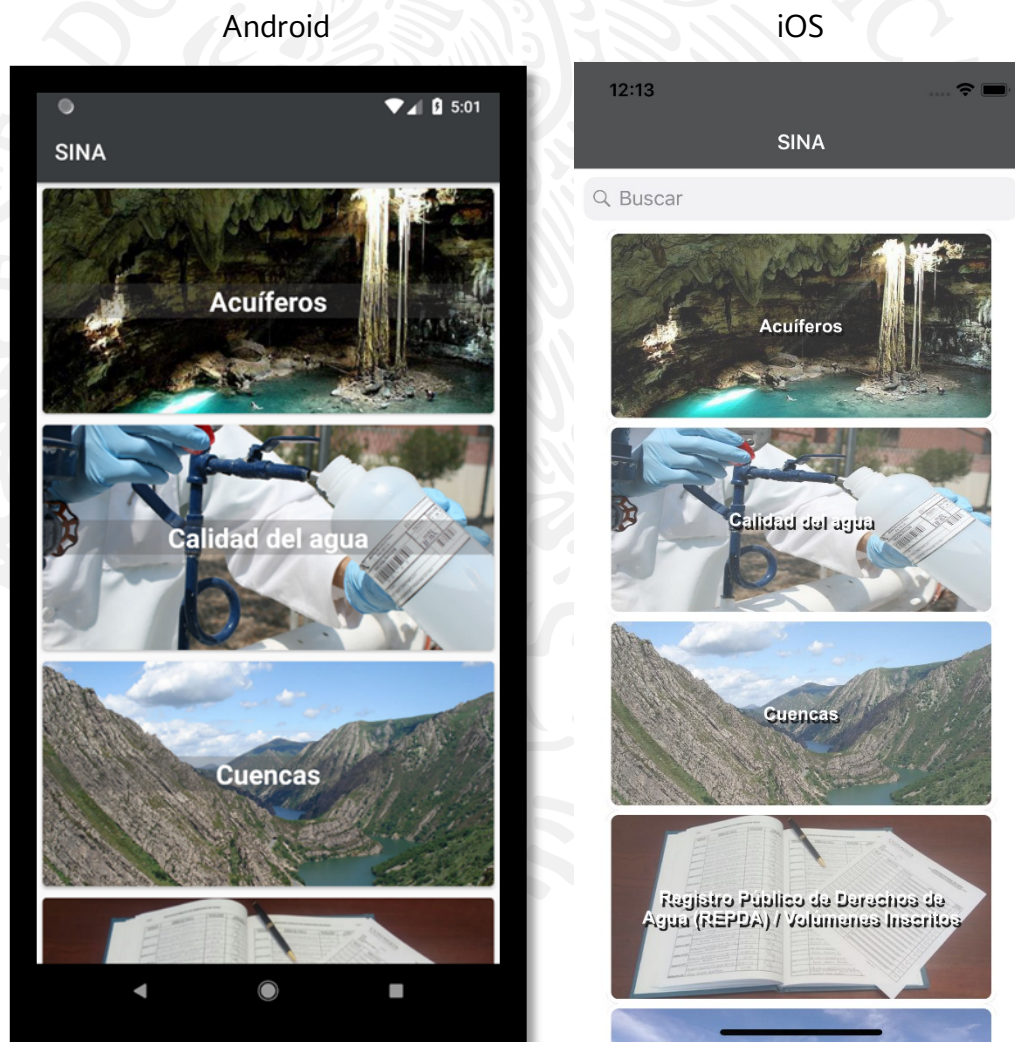 Android
iOS
5:01
SINA
Acuíferos
Calidad del agua
Cuencas
12:13
SINA
Buscar
Acuíferos
Calidad del agua
Cuencas
Registro Público de Derechos de
Agua (REPDA) / Volúmenes Inscritos